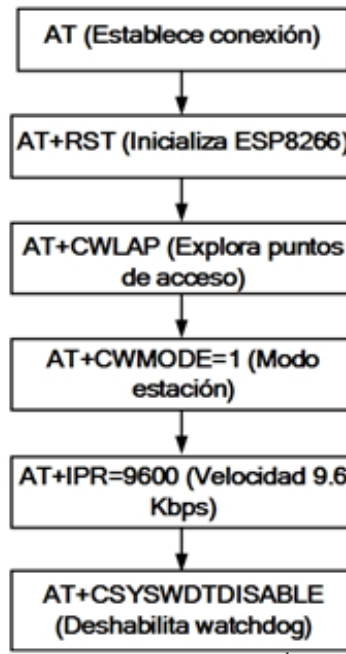 AT (Establece conexión)
AT+RST (Inicializa ESP8266)
AT+CWLAP (Explora puntos
de acceso)
AT+CWMODE=1 (Modo
estación)
AT+IPR=9600 (Velocidad 9.6
Kbps)
AT+CSYSWDTDISABLE
(Deshabilita watchdog)